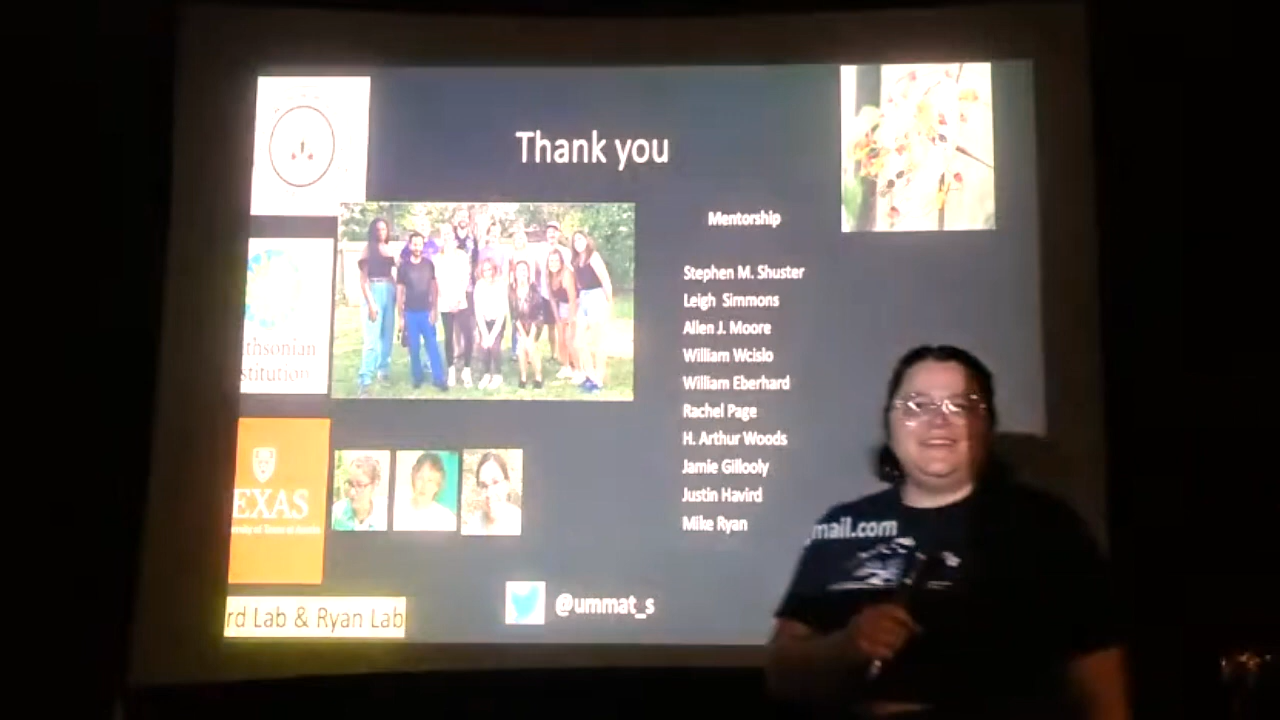 Thank you
Mentorship
Stephen M. Shuster
Leigh Simmons
Allen J. Moore
William Wcislo
William Eberhard
Rachel Page
H. Arthur Woods
Jamie Gillooly
Justin Havird
Mike Ryan
thsonian
stitution
EXAS
rd Lab & Ryan Lab
@ummat_s
mail.com